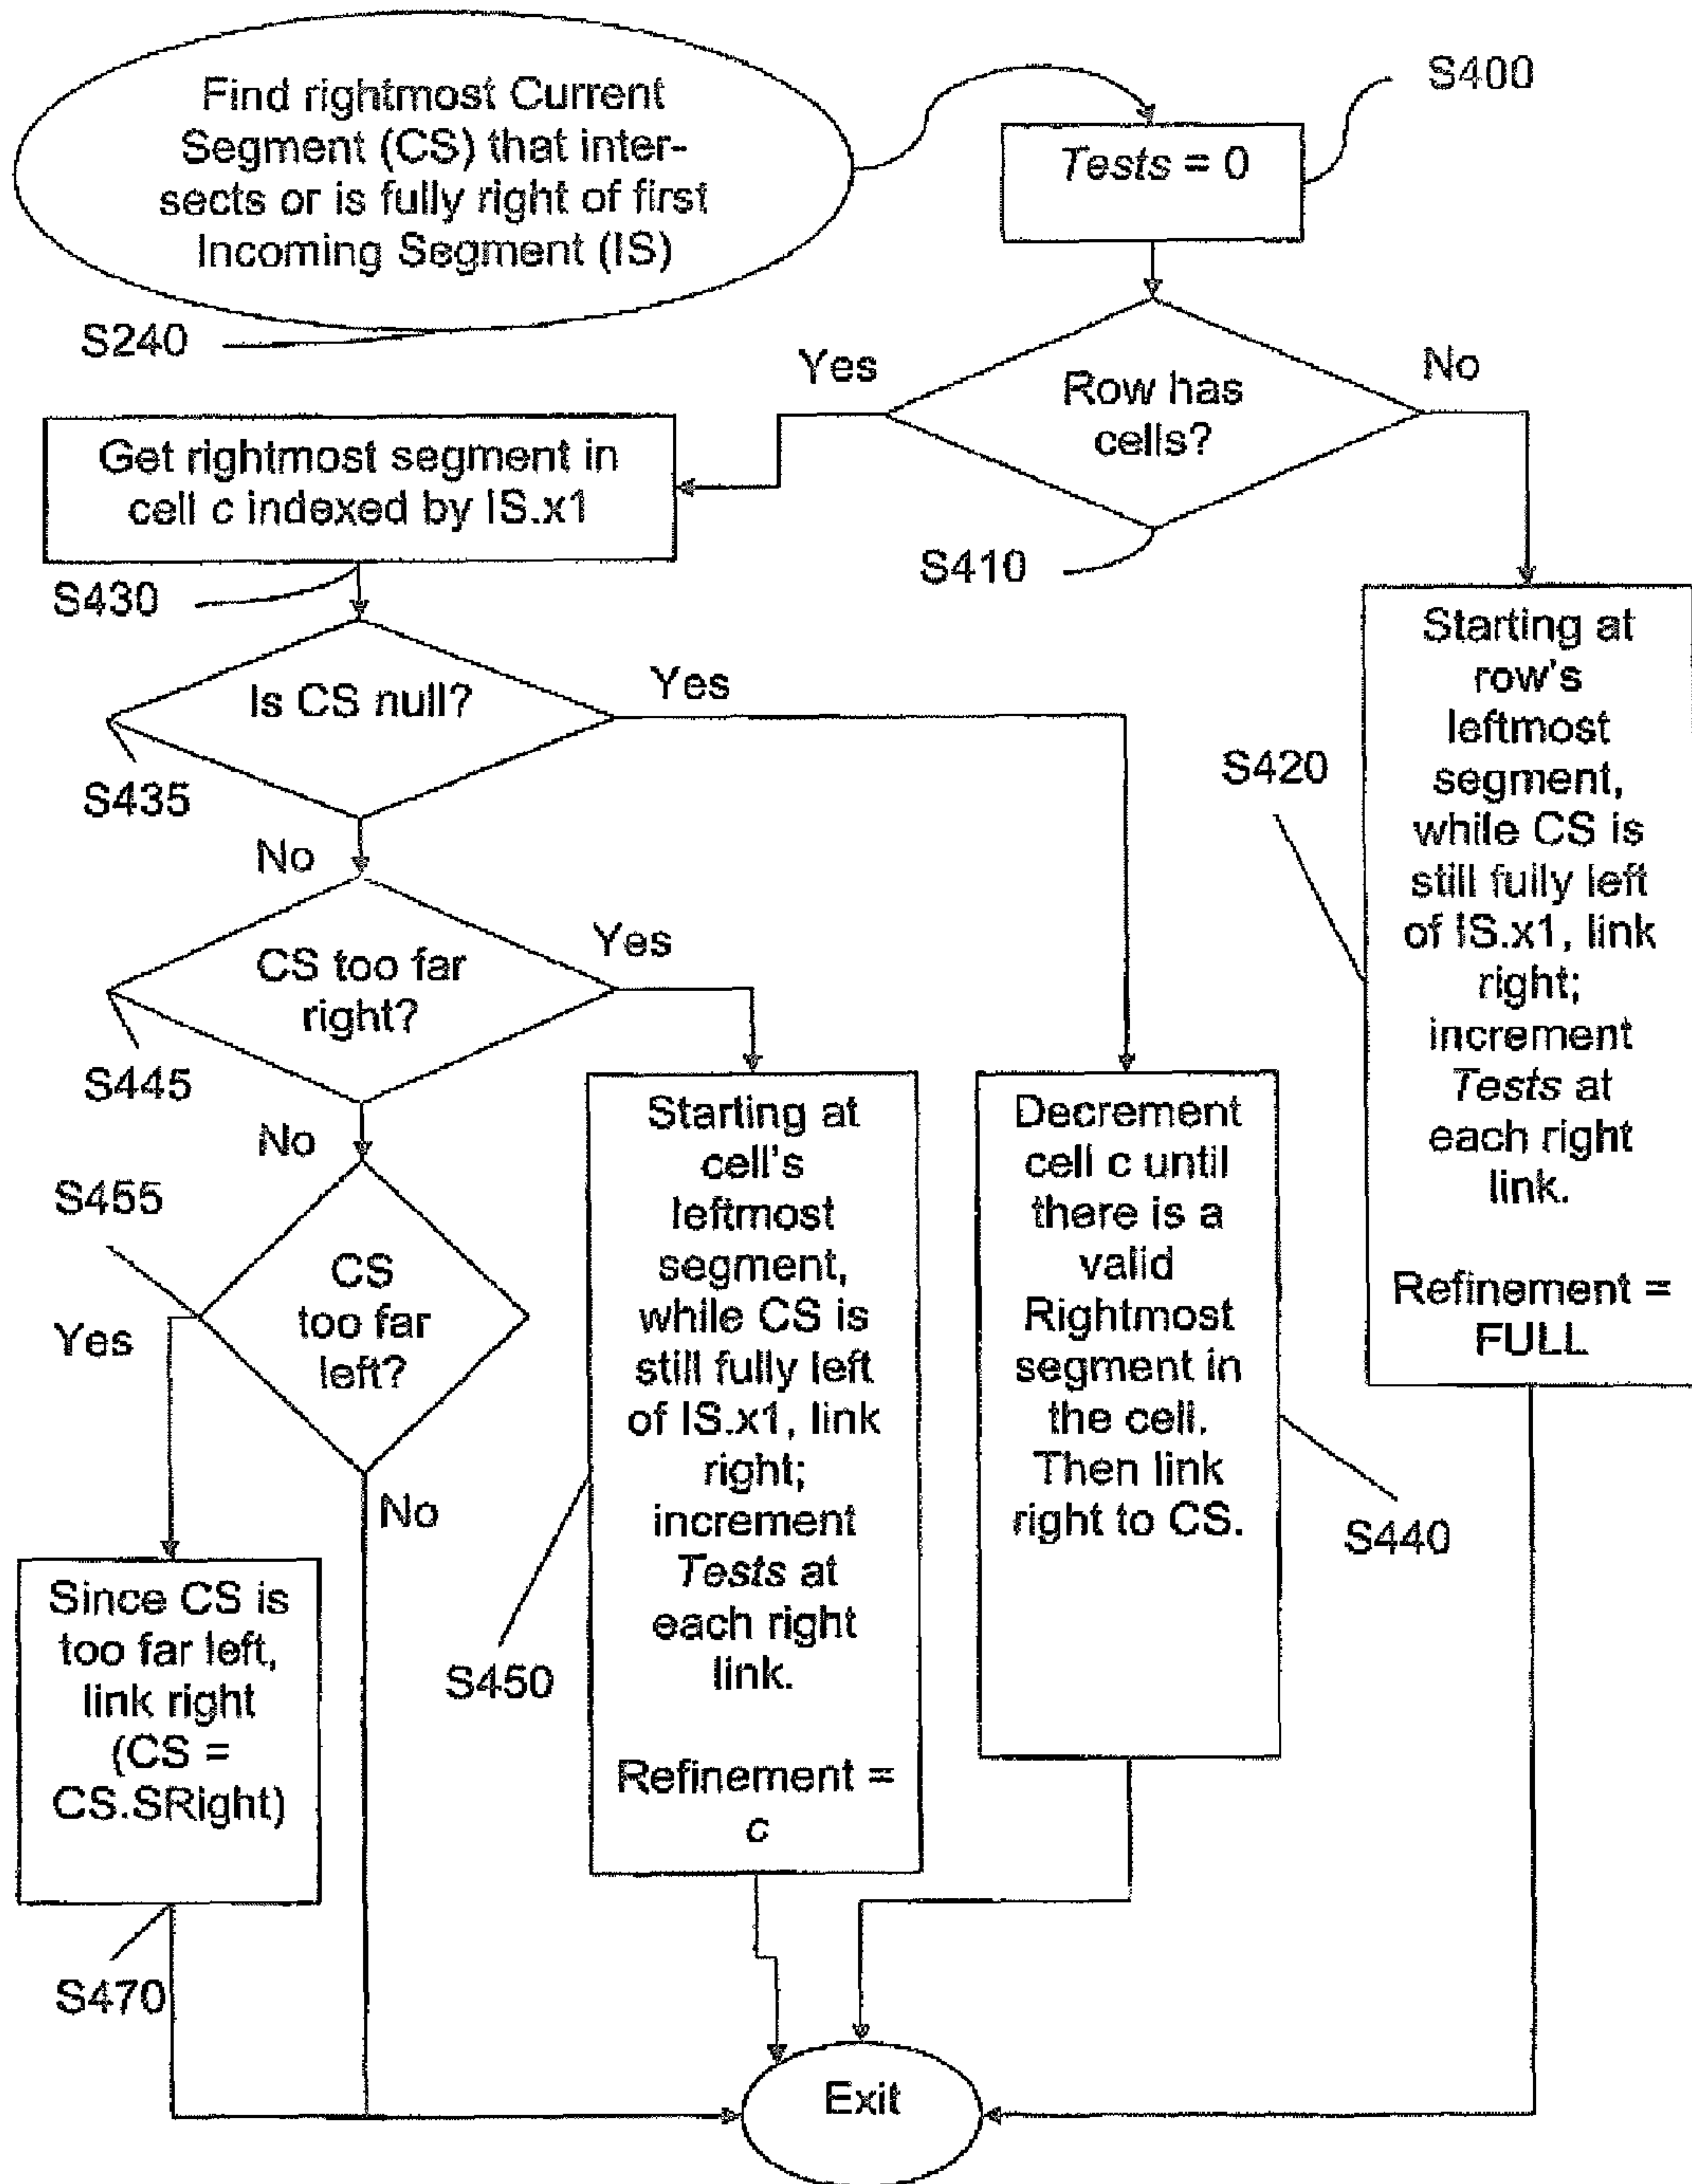 Find rightmost Current
Segment (CS) that inter-
sects or is fully right of first
Incoming Segment (IS)
S240
Tests = 0
S400
Row has
cells?
Yes
No
S410
Get rightmost segment in
cell c indexed by IS.x1
S430
Is CS null?
Yes
No
S435
Starting at
row's
leftmost
segment,
while CS is
still fully left
of IS.x1, link
right;
increment
Tests at
each right
link.
Refinement =
FULL
S420
CS too far
right?
Yes
No
S445
CS
too far
left?
S455
Yes
No
Starting at
cell's
leftmost
segment,
while CS is
still fully left
of IS.x1, link
right;
increment
Tests at
each right
link.
Refinement =
c
S450
Decrement
cell c until
there is a
valid
Rightmost
segment in
the cell.
Then link
right to CS.
S440
Since CS is
too far left,
link right
(CS =
CS.SRight)
S470
Exit